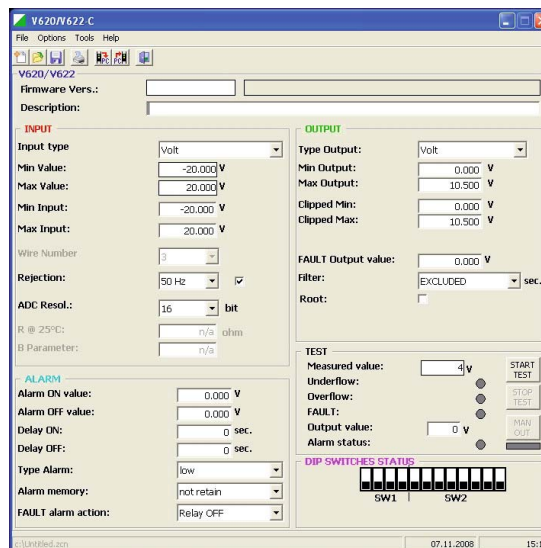 V620/V622-C
File Options Tools Help
V620/V622
Firmware Vers.:
Description:
INPUT
Input type Volt
Min Value: -20.000 V
Max Value: 20.000 V
Min Input: -20.000 V
Max Input: 20.000 V
Wire Number 3
Rejection: 50 Hz
ADC Resol.: 16 bit
R @ 25°C: n/a ohm
B Parameter: n/a
ALARM
Alarm ON value: 0.000 V
Alarm OFF value: 0.000 V
Delay ON: 0 sec.
Delay OFF: 0 sec.
Type Alarm: low
Alarm memory: not retain
FAULT alarm action: Relay OFF
OUTPUT
Type Output: Volt
Min Output: 0.000 V
Max Output: 10.500 V
Clipped Min: 0.000 V
Clipped Max: 10.500 V
FAULT Output value: 0.000 V
Filter: EXCLUDED sec.
Root:
TEST
Measured value: 4 V
Underflow:
Overflow:
FAULT:
Output value: 0 V
Alarm status:
START TEST
STOP TEST
MAN OUT
DIP SWITCHES STATUS
SW1 | SW2
c:\Untitled.zcn 07.11.2008